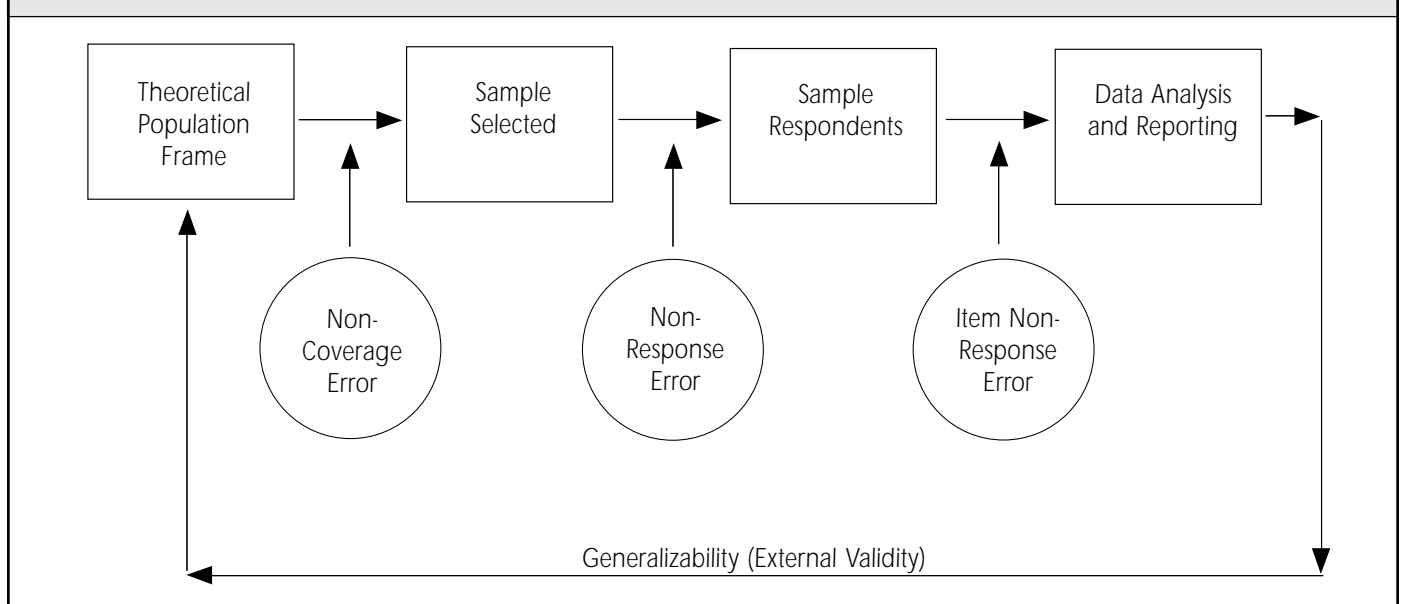 Theoretical
Population
Frame
Sample
Selected
Sample
Respondents
Data Analysis
and Reporting
Non-
Coverage
Error
Non-
Response
Error
Item Non-
Response
Error
Generalizability (External Validity)